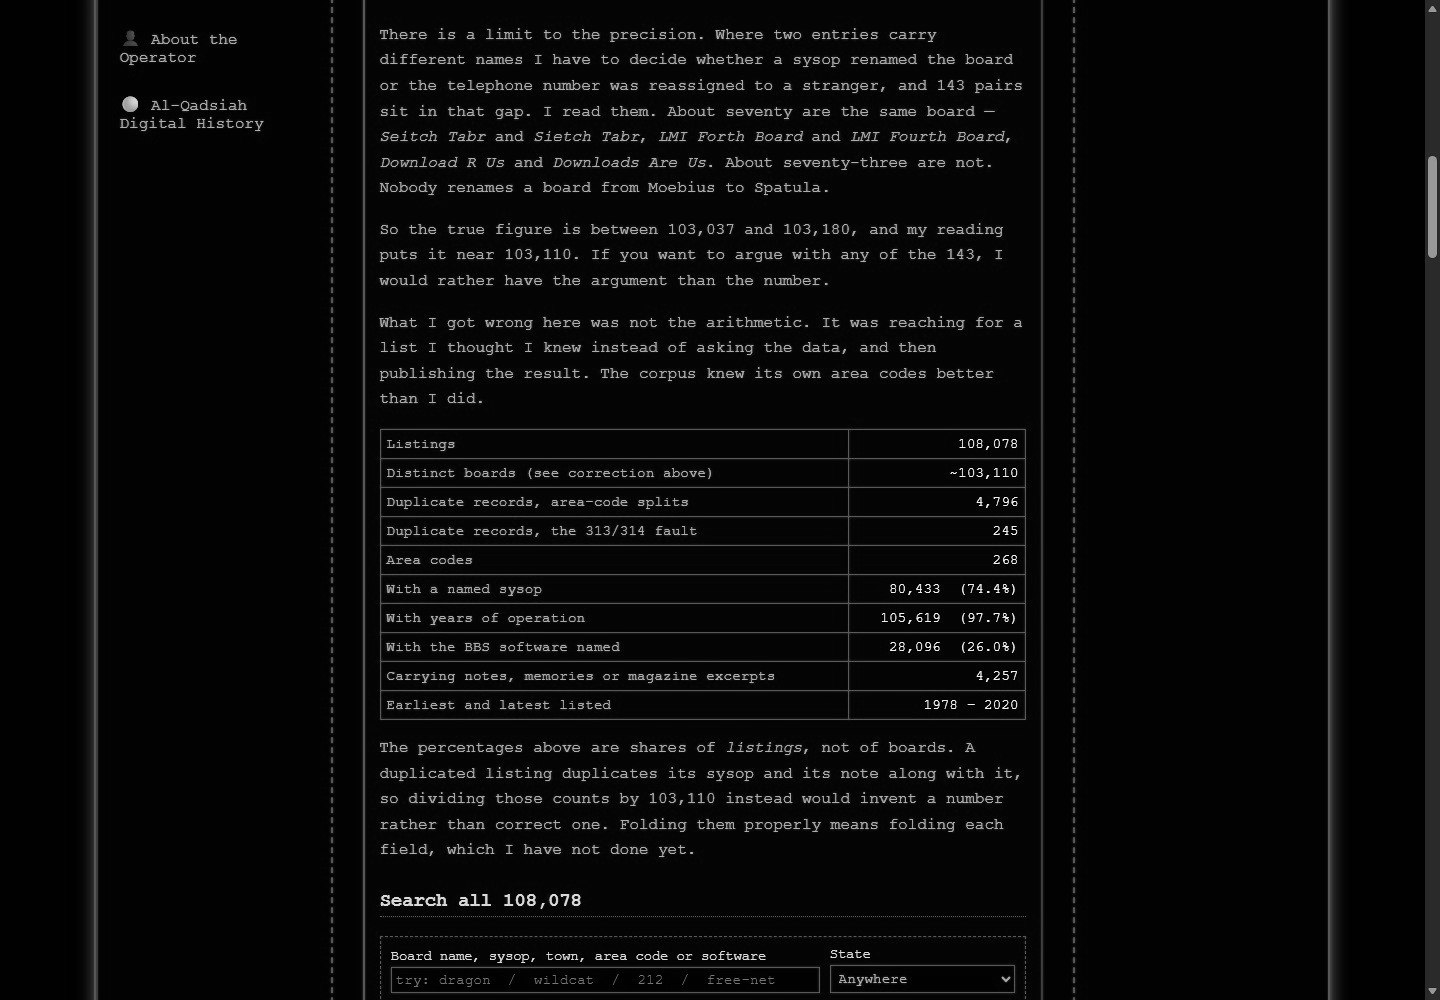 About the
Operator
Al-Qadsiah
Digital History
There is a limit to the precision. Where two entries carry
different names I have to decide whether a sysop renamed the board
or the telephone number was reassigned to a stranger, and 143 pairs
sit in that gap. I read them. About seventy are the same board —
Seitch Tabr and Sietch Tabr, LMI Forth Board and LMI Fourth Board,
Download R Us and Downloads Are Us. About seventy-three are not.
Nobody renames a board from Moebius to Spatula.
So the true figure is between 103,037 and 103,180, and my reading
puts it near 103,110. If you want to argue with any of the 143, I
would rather have the argument than the number.
What I got wrong here was not the arithmetic. It was reaching for a
list I thought I knew instead of asking the data, and then
publishing the result. The corpus knew its own area codes better
than I did.
Listings 108,078
Distinct boards (see correction above) ~103,110
Duplicate records, area-code splits 4,796
Duplicate records, the 313/314 fault 245
Area codes 268
With a named sysop 80,433 (74.4%)
With years of operation 105,619 (97.7%)
With the BBS software named 28,096 (26.0%)
Carrying notes, memories or magazine excerpts 4,257
Earliest and latest listed 1978 – 2020
The percentages above are shares of listings, not of boards. A
duplicated listing duplicates its sysop and its note along with it,
so dividing those counts by 103,110 instead would invent a number
rather than correct one. Folding them properly means folding each
field, which I have not done yet.
Search all 108,078
Board name, sysop, town, area code or software State
try: dragon / wildcat / 212 / free-net Anywhere